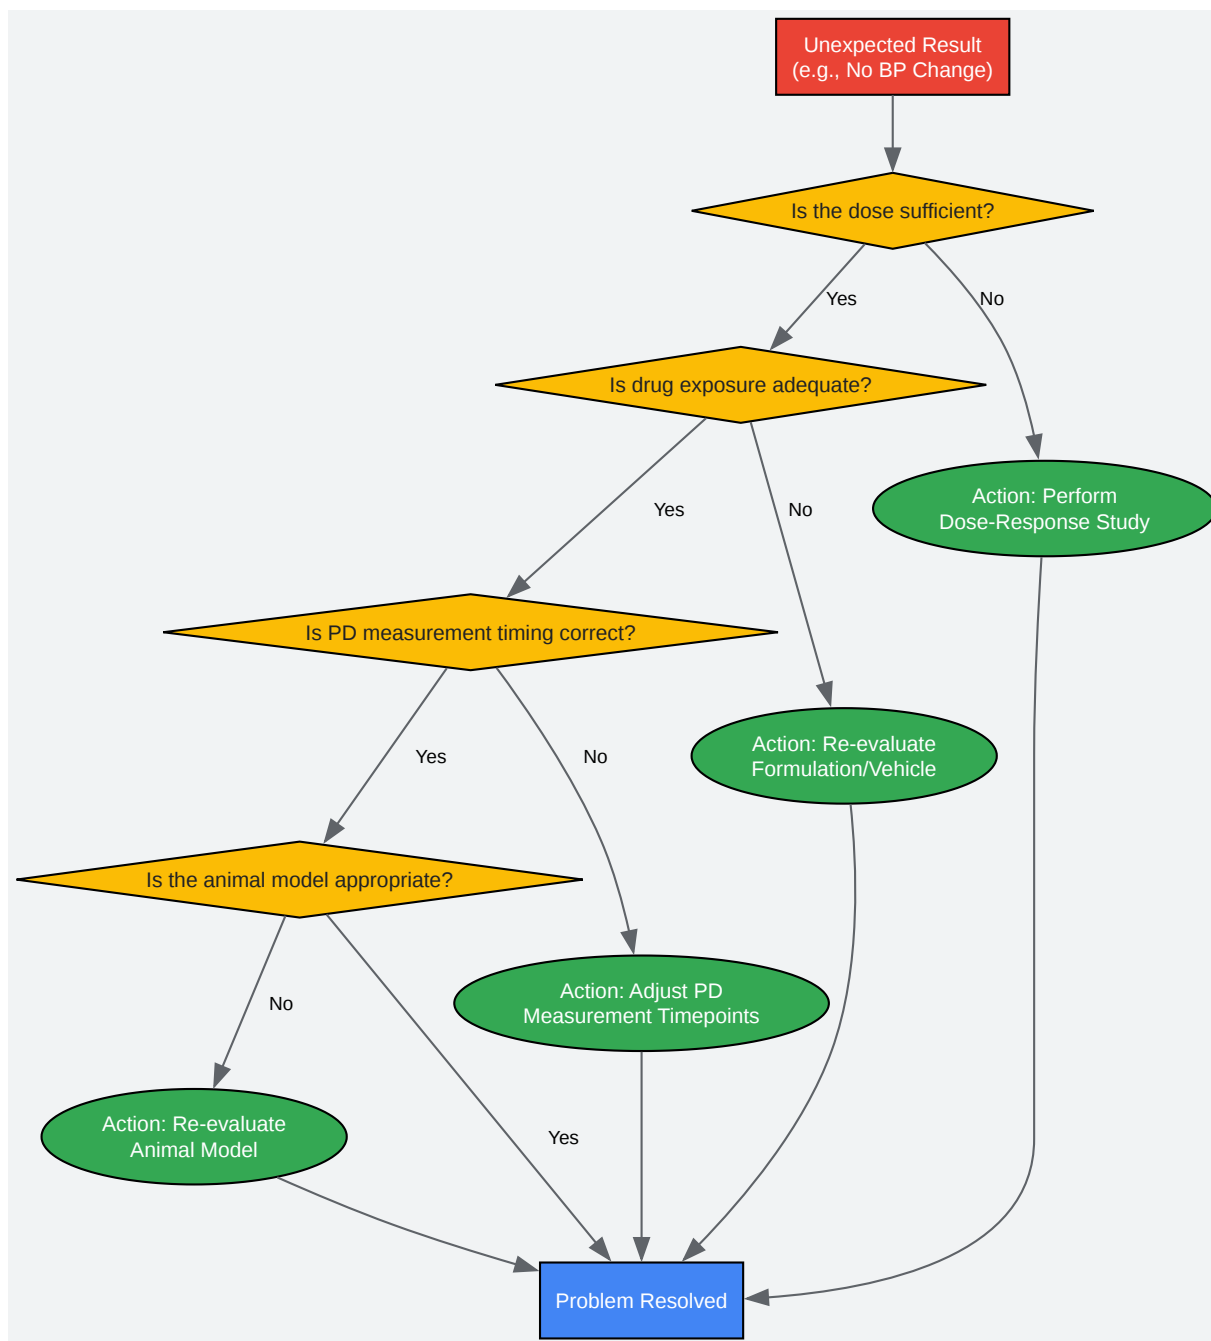 Unexpected Result
(e.g., No BP Change)
Is the dose sufficient?
Yes
No
Is drug exposure adequate?
Action: Perform
Dose-Response Study
Yes
No
Is PD measurement timing correct?
Action: Re-evaluate
Formulation/Vehicle
Yes
No
Is the animal model appropriate?
Action: Adjust PD
Measurement Timepoints
No
Action: Re-evaluate
Animal Model
Yes
Problem Resolved